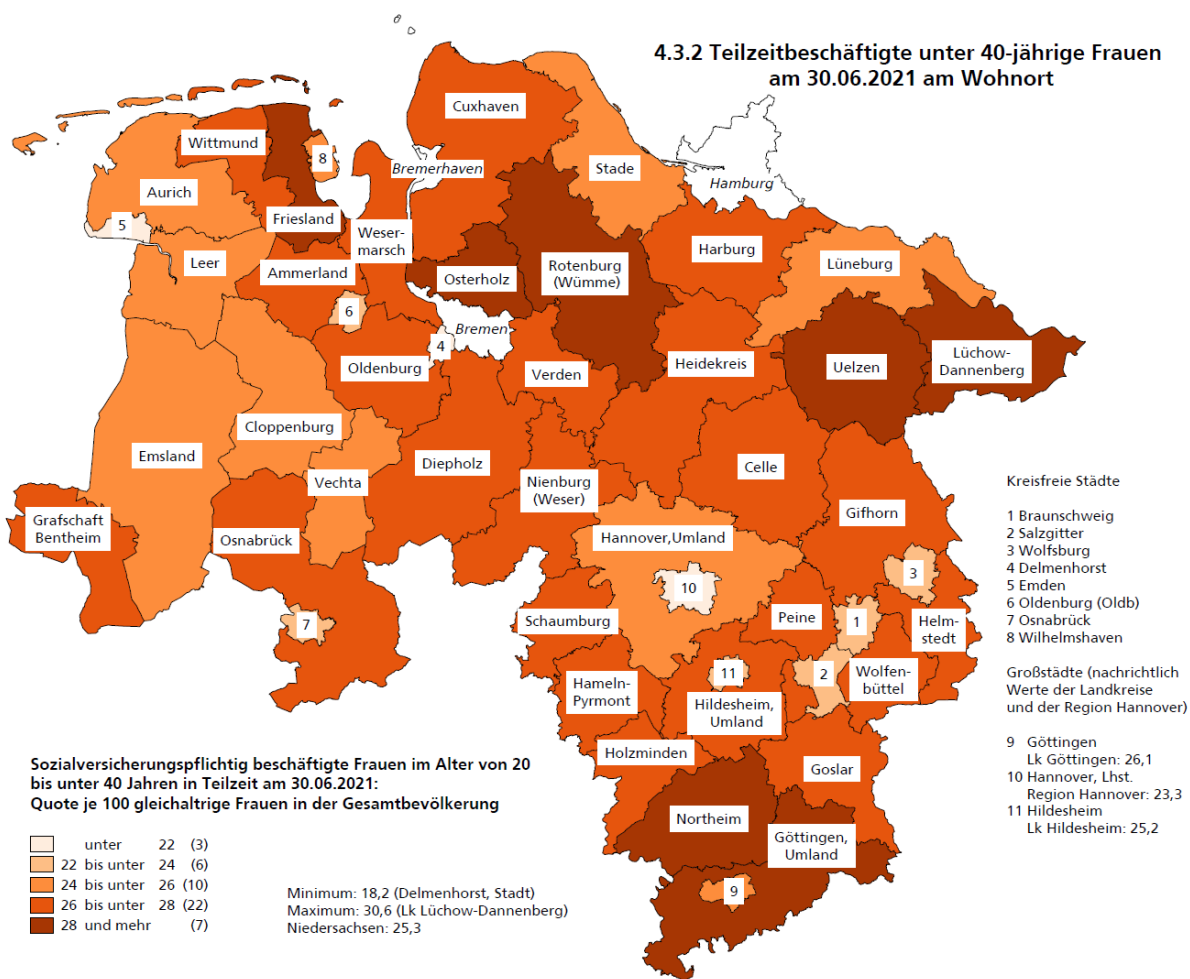 4.3.2 Teilzeitbeschäftigte unter 40-jährige Frauen
am 30.06.2021 am Wohnort
Cuxhaven
Wittmund
8
Bremerhaven
Stade
Hamburg
Aurich
5
Friesland
Weser-
marsch
Harburg
Leer
Ammerland
Osterholz
Rotenburg
(Wümme)
Lüneburg
6
Bremen
4
Oldenburg
Verden
Heidekreis
Uelzen
Lüchow-
Dannenberg
Cloppenburg
Emsland
Vechta
Diepholz
Nienburg
(Weser)
Celle
Gifhorn
Grafschaft
Bentheim
Osnabrück
Hannover,Umland
10
3
7
Schaumburg
Peine
1
Helm-
stedt
Hameln-
Pyrmont
11
Hildesheim,
Umland
2
Wolfen-
büttel
Holzminden
Goslar
Northeim
Göttingen,
Umland
9
Kreisfreie Städte
1 Braunschweig
2 Salzgitter
3 Wolfsburg
4 Delmenhorst
5 Emden
6 Oldenburg (Oldb)
7 Osnabrück
8 Wilhelmshaven
Großstädte (nachrichtlich
Werte der Landkreise
und der Region Hannover)
9 Göttingen
Lk Göttingen: 26,1
10 Hannover, Lhst.
Region Hannover: 23,3
11 Hildesheim
Lk Hildesheim: 25,2
Sozialversicherungspflichtig beschäftigte Frauen im Alter von 20
bis unter 40 Jahren in Teilzeit am 30.06.2021:
Quote je 100 gleichaltrige Frauen in der Gesamtbevölkerung
unter 22 (3)
22 bis unter 24 (6)
24 bis unter 26 (10)
26 bis unter 28 (22)
28 und mehr (7)
Minimum: 18,2 (Delmenhorst, Stadt)
Maximum: 30,6 (Lk Lüchow-Dannenberg)
Niedersachsen: 25,3